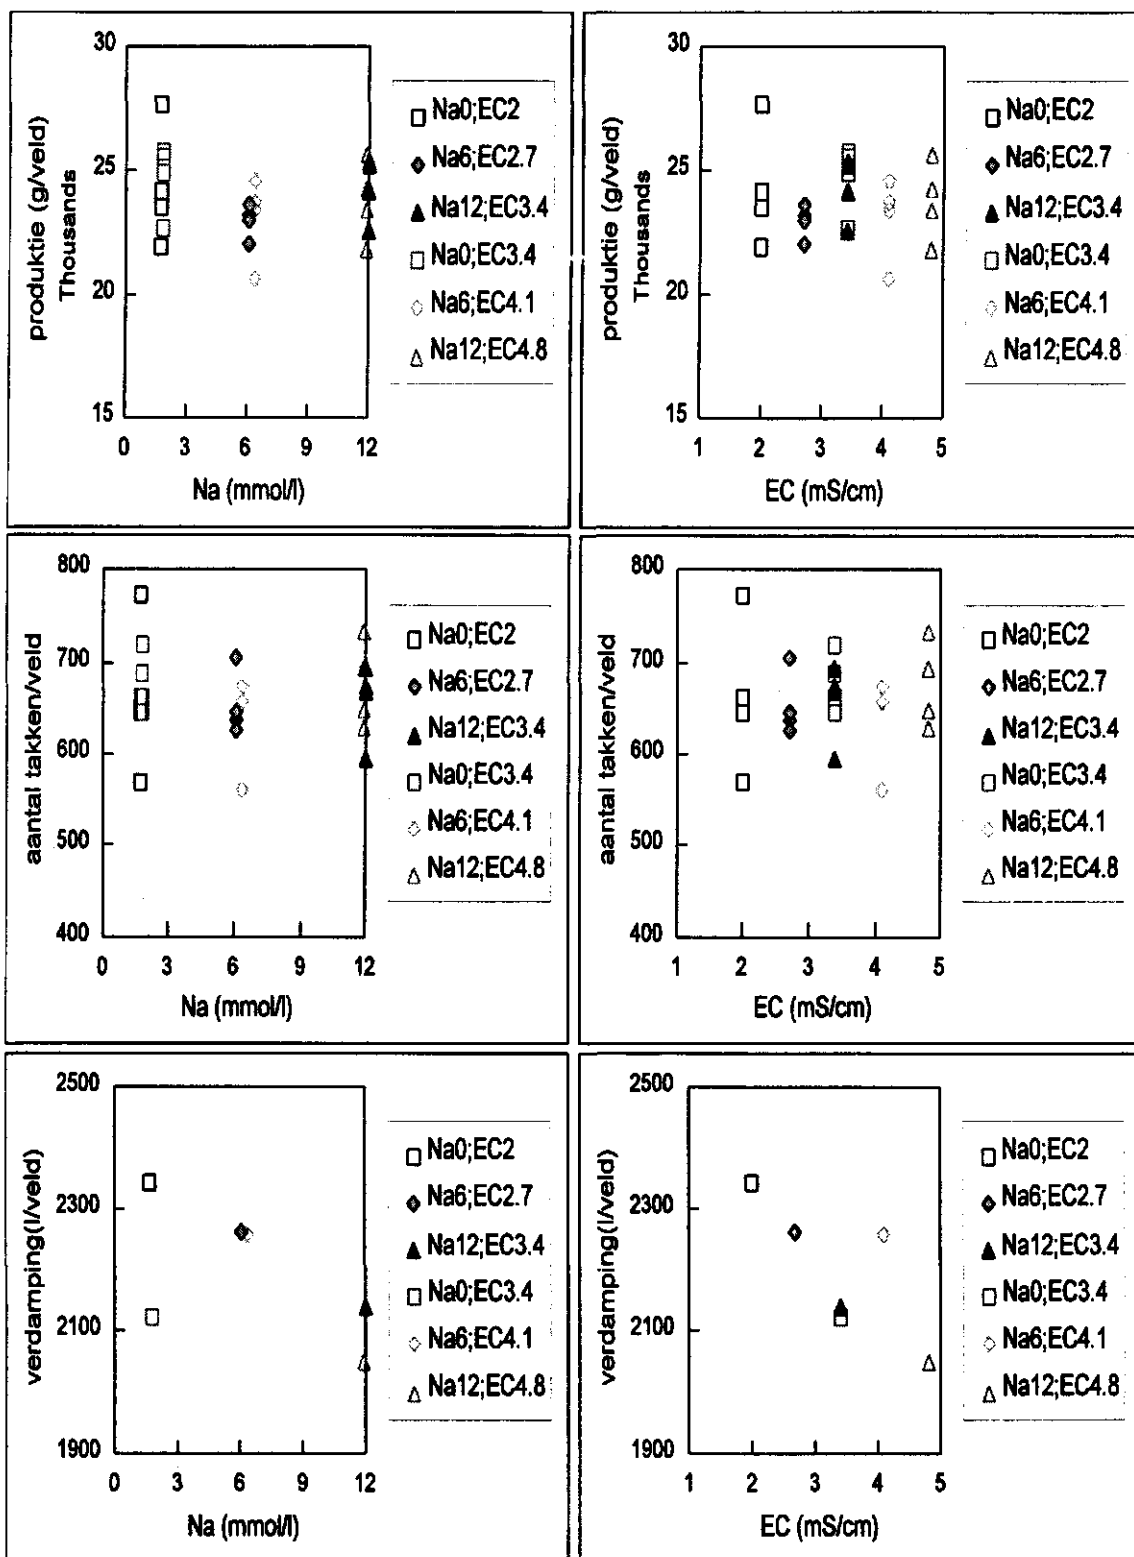 30
25
20
15
produktie (g/veld)
Thousands
0 3 6 9 12
Na (mmol/l)
Na0;EC2
Na6;EC2.7
Na12;EC3.4
Na0;EC3.4
Na6;EC4.1
Na12;EC4.8
30
25
20
15
produktie (g/veld)
Thousands
1 2 3 4 5
EC (mS/cm)
Na0;EC2
Na6;EC2.7
Na12;EC3.4
Na0;EC3.4
Na6;EC4.1
Na12;EC4.8
800
700
600
500
400
aantal takken/veld
0 3 6 9 12
Na (mmol/l)
Na0;EC2
Na6;EC2.7
Na12;EC3.4
Na0;EC3.4
Na6;EC4.1
Na12;EC4.8
800
700
600
500
400
aantal takken/veld
1 2 3 4 5
EC (mS/cm)
Na0;EC2
Na6;EC2.7
Na12;EC3.4
Na0;EC3.4
Na6;EC4.1
Na12;EC4.8
2500
2300
2100
1900
verdamping(l/veld)
0 3 6 9 12
Na (mmol/l)
Na0;EC2
Na6;EC2.7
Na12;EC3.4
Na0;EC3.4
Na6;EC4.1
Na12;EC4.8
2500
2300
2100
1900
verdamping(l/veld)
1 2 3 4 5
EC (mS/cm)
Na0;EC2
Na6;EC2.7
Na12;EC3.4
Na0;EC3.4
Na6;EC4.1
Na12;EC4.8